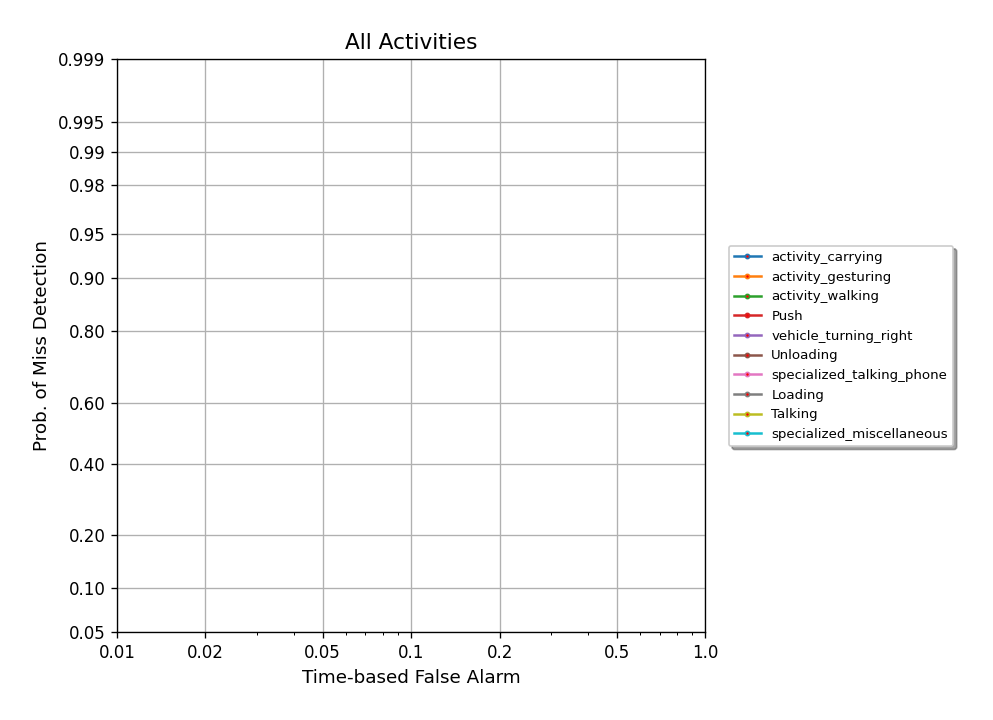 All Activities
0.999
0.995
0.99
0.98
0.95
0.90
0.80
0.60
0.40
0.20
0.10
0.05
Prob. of Miss Detection
0.01 0.02 0.05 0.1 0.2 0.5 1.0
Time-based False Alarm
activity_carrying
activity_gesturing
activity_walking
Push
vehicle_turning_right
Unloading
specialized_talking_phone
Loading
Talking
specialized_miscellaneous